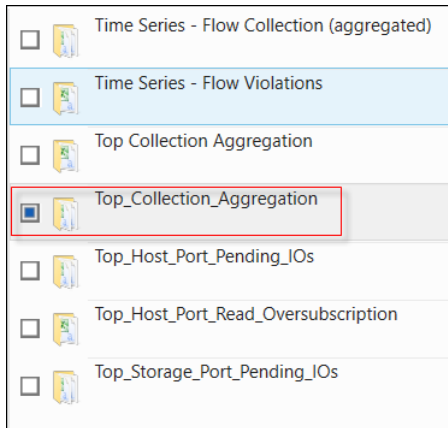 Time Series - Flow Collection (aggregated)
Time Series - Flow Violations
Top Collection Aggregation
Top_Collection_Aggregation
Top_Host_Port_Pending_IOs
Top_Host_Port_Read_Oversubscription
Top_Storage_Port_Pending_IOs